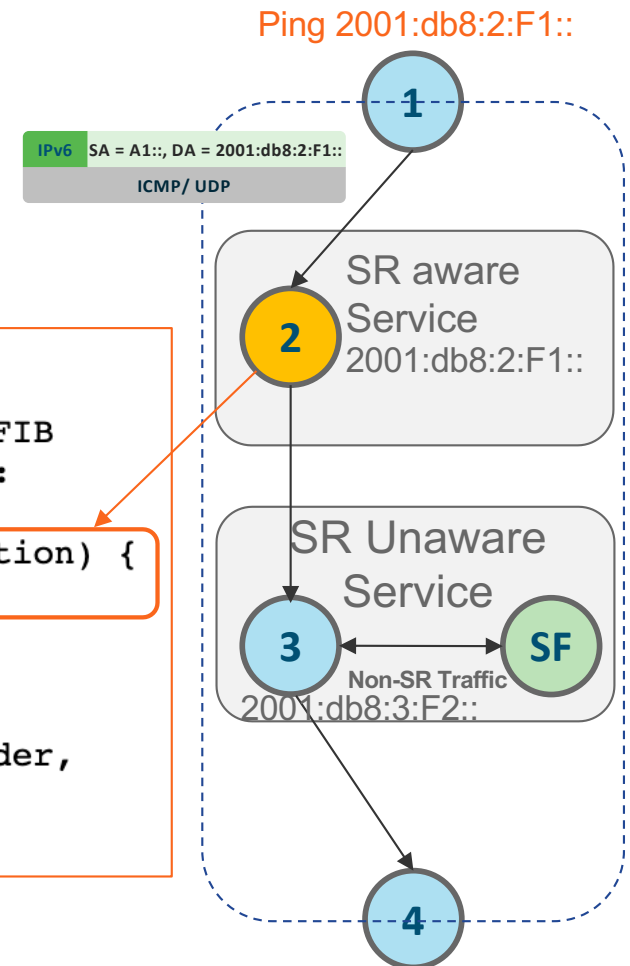 Ping 2001:db8:2:F1::
1
IPv6 SA = A1::, DA = 2001:db8:2:F1::
ICMP/ UDP
SR aware
Service
2001:db8:2:F1::
2
FIB
:
tion) {
der,
SR Unaware
Service
3
SF
Non-SR Traffic
2001:db8:3:F2::
4